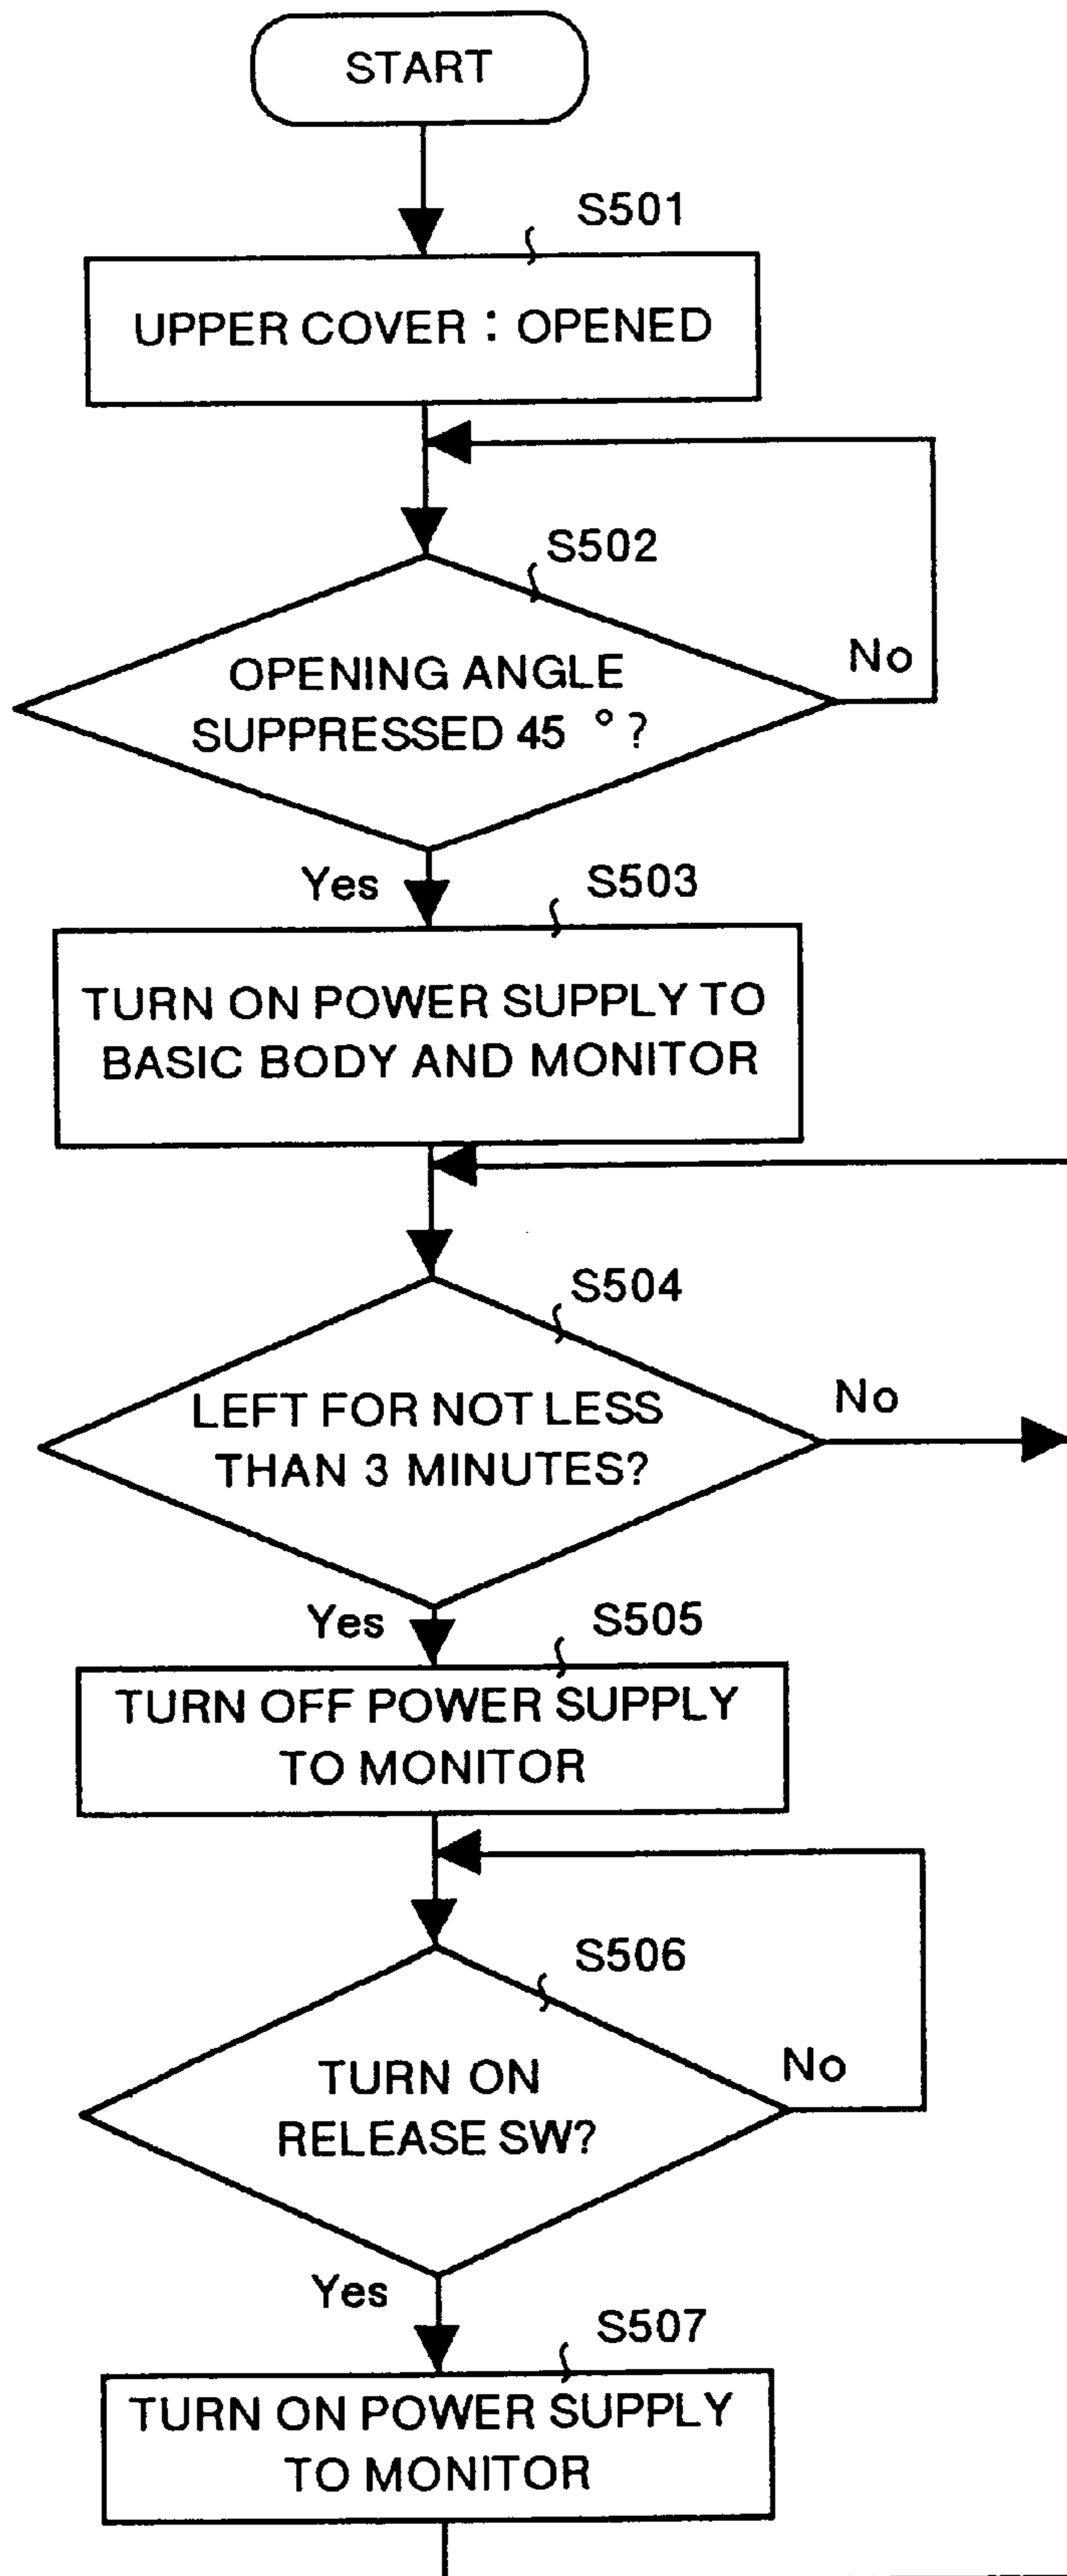 START
S501
UPPER COVER : OPENED
S502
OPENING ANGLE
SUPPRESSED 45 °?
No
Yes
S503
TURN ON POWER SUPPLY TO
BASIC BODY AND MONITOR
S504
LEFT FOR NOT LESS
THAN 3 MINUTES?
No
Yes
S505
TURN OFF POWER SUPPLY
TO MONITOR
S506
TURN ON
RELEASE SW?
No
Yes
S507
TURN ON POWER SUPPLY
TO MONITOR